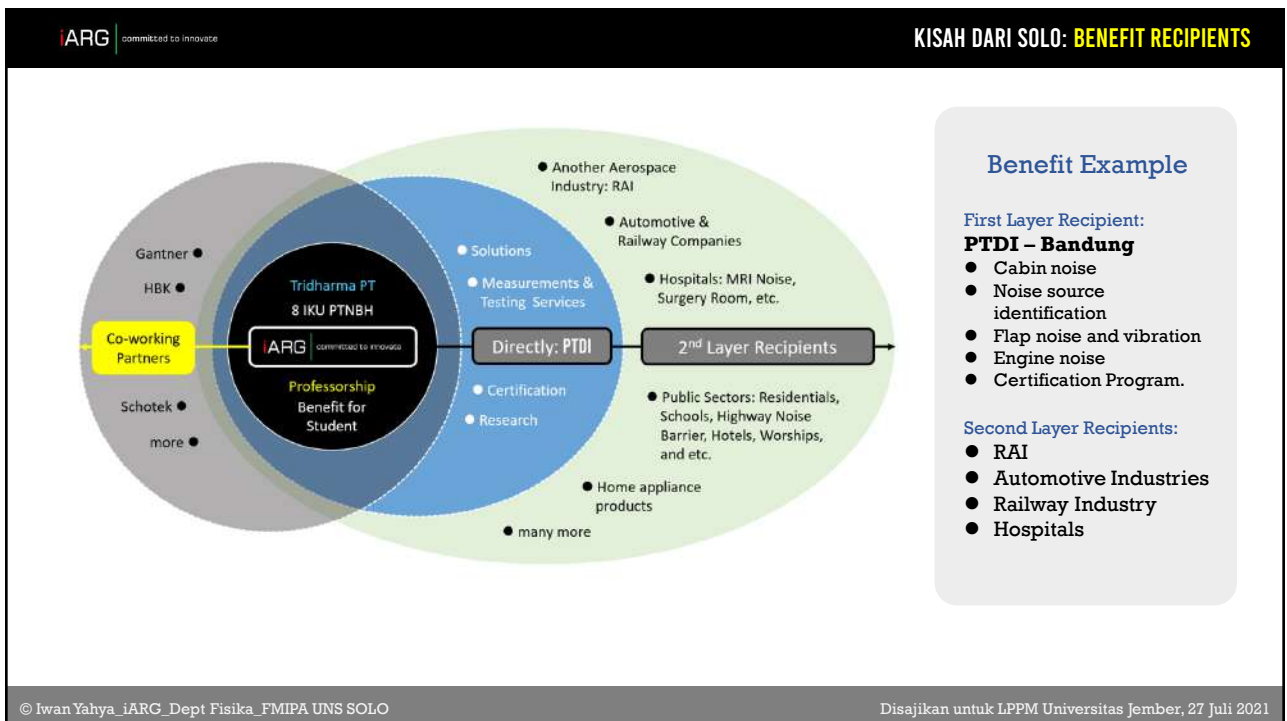 iARG committed to innovate
KISAH DARI SOLO: BENEFIT RECIPIENTS
Gantner
HBK
Co-working
Partners
Schotek
more
Tridharma PT
8 IKU PTNBH
iARG committed to innovate
Professorship
Benefit for
Student
Solutions
Measurements &
Testing Services
Directly: PTDI
Certification
Research
Another Aerospace
Industry: RAI
Automotive &
Railway Companies
Hospitals: MRI Noise,
Surgery Room, etc.
2nd Layer Recipients
Public Sectors: Residentials,
Schools, Highway Noise
Barrier, Hotels, Worships,
and etc.
Home appliance
products
many more
Benefit Example
First Layer Recipient:
PTDI – Bandung
Cabin noise
Noise source
identification
Flap noise and vibration
Engine noise
Certification Program.
Second Layer Recipients:
RAI
Automotive Industries
Railway Industry
Hospitals
© Iwan Yahya_iARG_Dept Fisika_FMIPA UNS SOLO
Disajikan untuk LPPM Universitas Jember, 27 Juli 2021